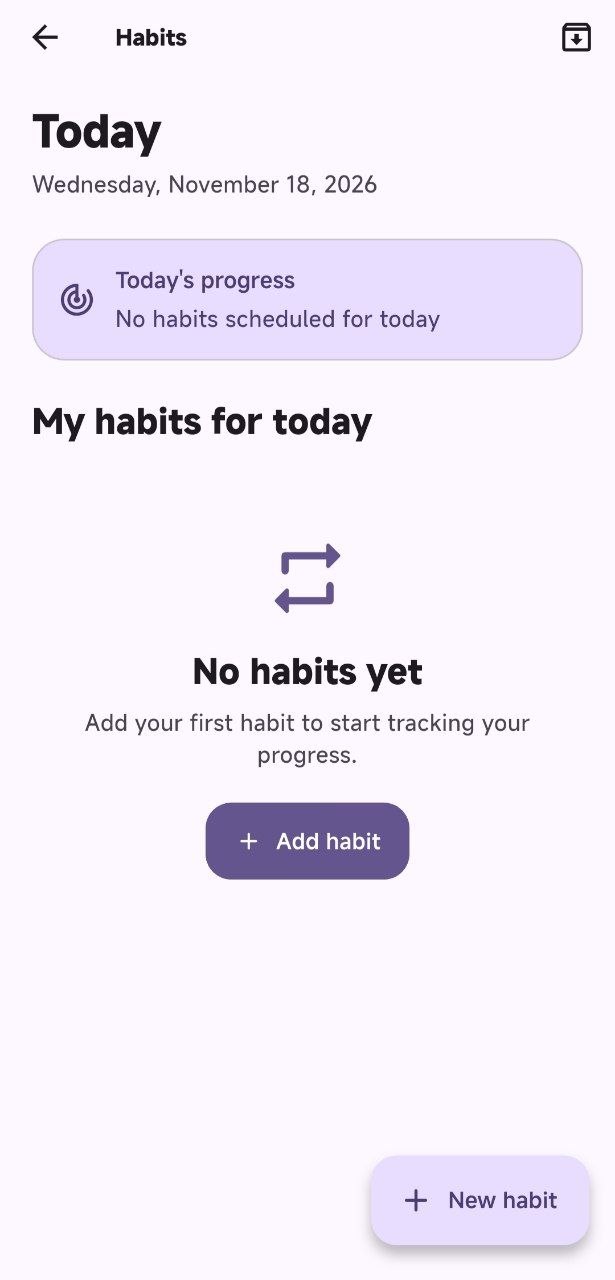 Habits
Today
Wednesday, November 18, 2026
Today's progress
No habits scheduled for today
My habits for today
No habits yet
Add your first habit to start tracking your
progress.
+ Add habit
+ New habit